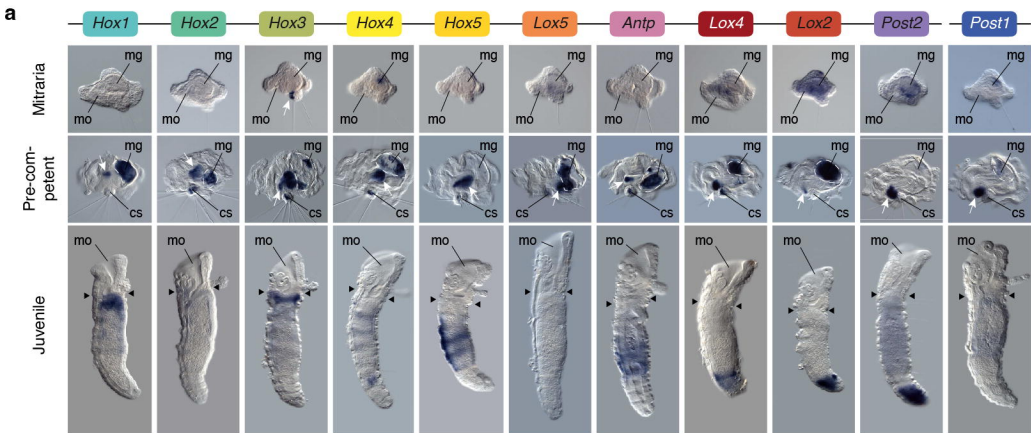 a
Hox1 Hox2 Hox3 Hox4 Hox5 Lox5 Antp Lox4 Lox2 Post2 Post1
Mitraria
mg mg mg mg mg mg mg mg mg mg mg
mo mo mo mo mo mo mo mo mo mo mo
Pre-com-
petent
mg mg mg mg mg mg mg mg mg mg mg
cs cs cs cs cs cs cs cs cs cs cs
Juvenile
mo mo mo mo mo mo mo mo mo mo mo